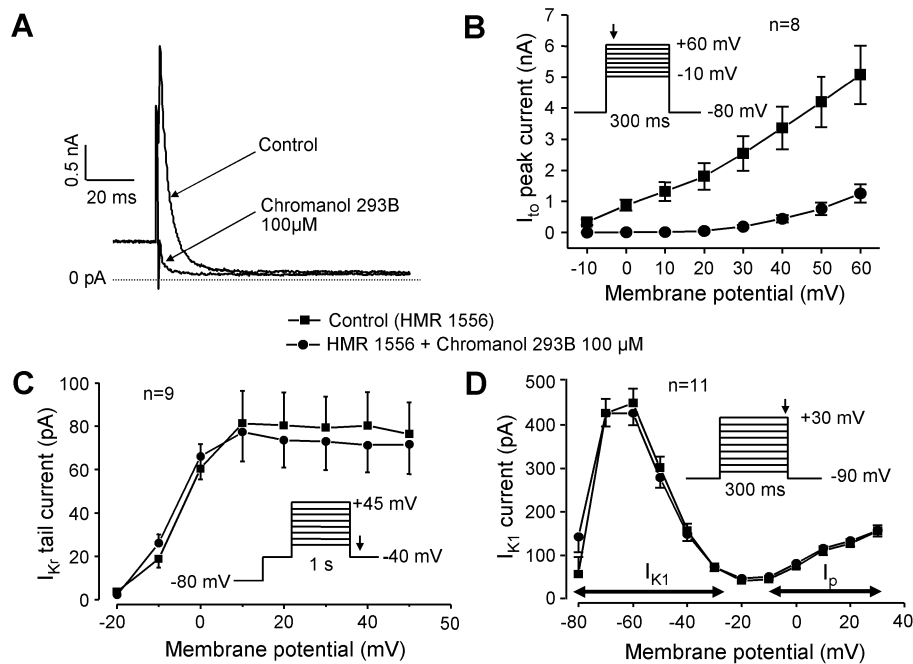 A
0.5 nA
20 ms
Control
Chromanol 293B
100µM
0 pA
B
n=8
Ito peak current (nA)
7
6
5
4
3
2
1
0
+60 mV
-10 mV
-80 mV
300 ms
-10 0 10 20 30 40 50 60
Membrane potential (mV)
Control (HMR 1556)
HMR 1556 + Chromanol 293B 100 µM
C
n=9
IKr tail current (pA)
100
80
60
40
20
0
+45 mV
-40 mV
-80 mV
1 s
-20 0 20 40 60
Membrane potential (mV)
D
n=11
IK1 current (pA)
500
400
300
200
100
0
+30 mV
-90 mV
300 ms
IK1
Ip
-80 -60 -40 -20 0 20 40
Membrane potential (mV)